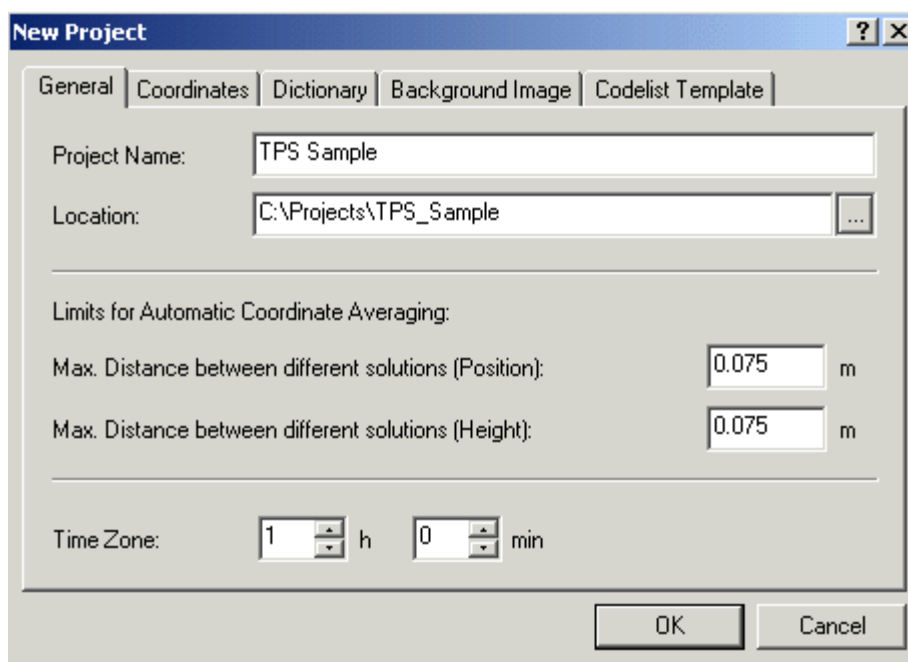 New Project
General Coordinates Dictionary Background Image Codelist Template
Project Name: TPS Sample
Location: C:\Projects\TPS_Sample ...
Limits for Automatic Coordinate Averaging:
Max. Distance between different solutions (Position): 0.075 m
Max. Distance between different solutions (Height): 0.075 m
Time Zone: 1 h 0 min
OK Cancel